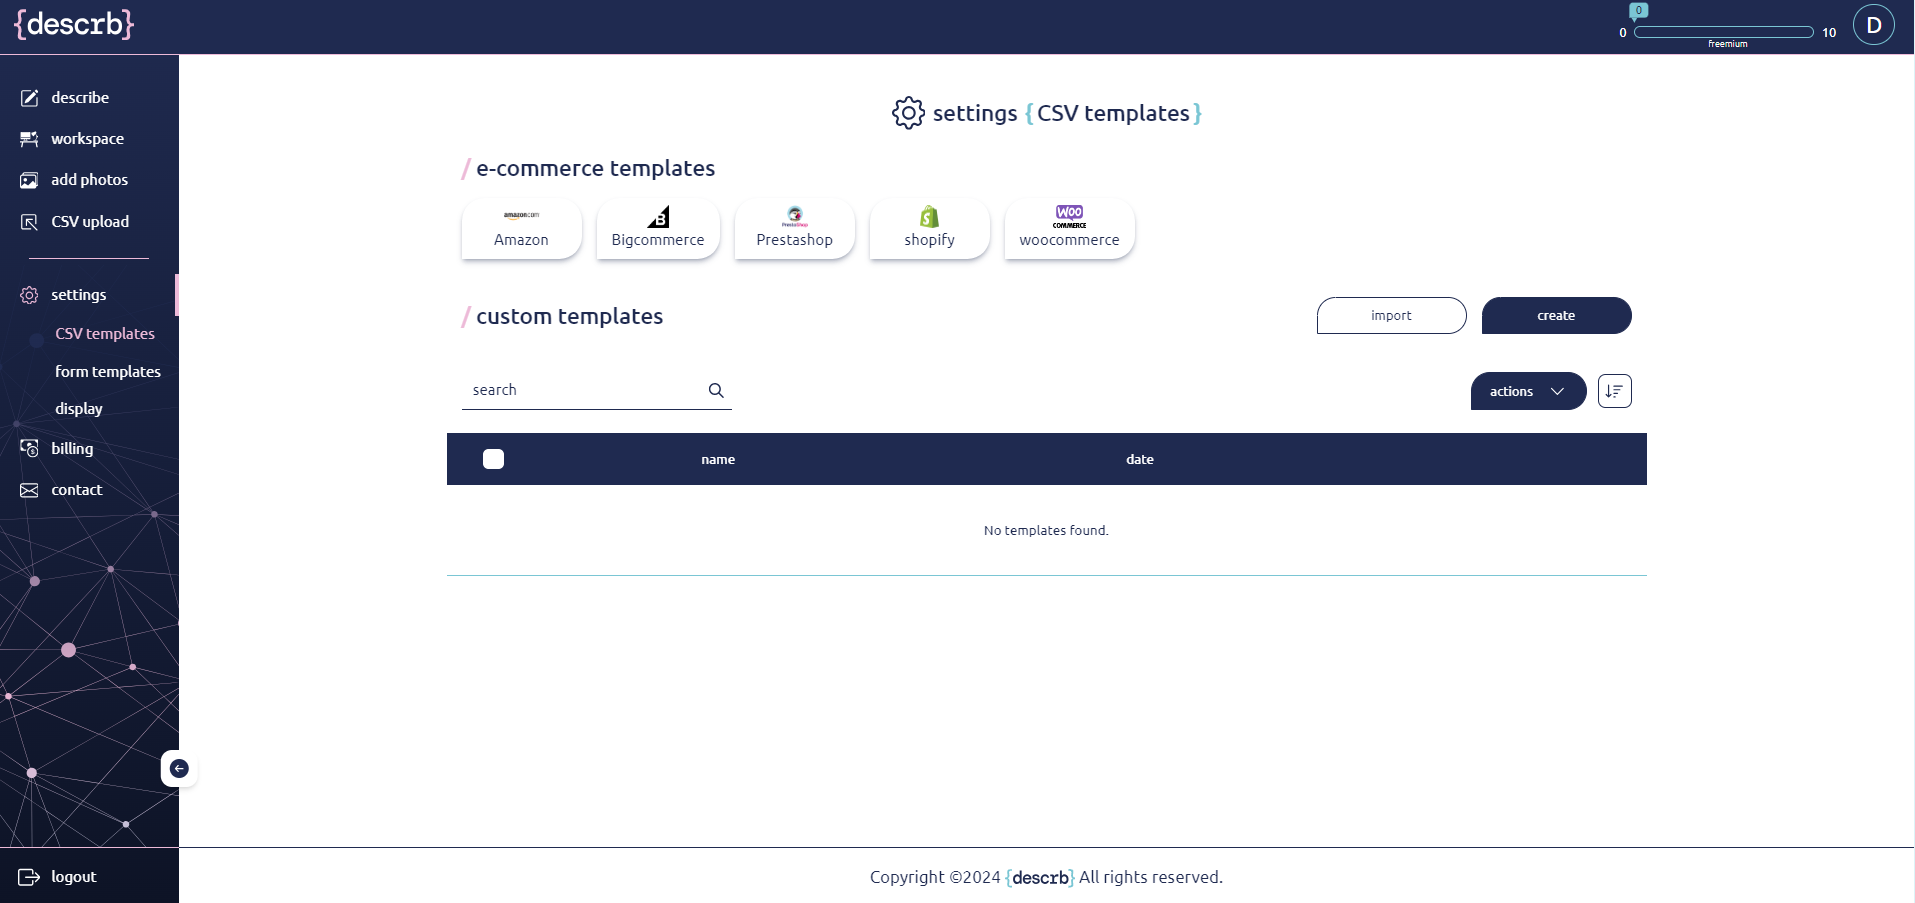 {descrb}
0
0 10
freemium
D
describe
workspace
add photos
CSV upload
settings
CSV templates
form templates
display
billing
contact
logout
settings {CSV templates}
/ e-commerce templates
amazon.com
Amazon
B
Bigcommerce
PrestaShop
Prestashop
S
shopify
WOO
COMMERCE
woocommerce
/ custom templates
import
create
search
actions
name date
No templates found.
Copyright ©2024 {descrb} All rights reserved.